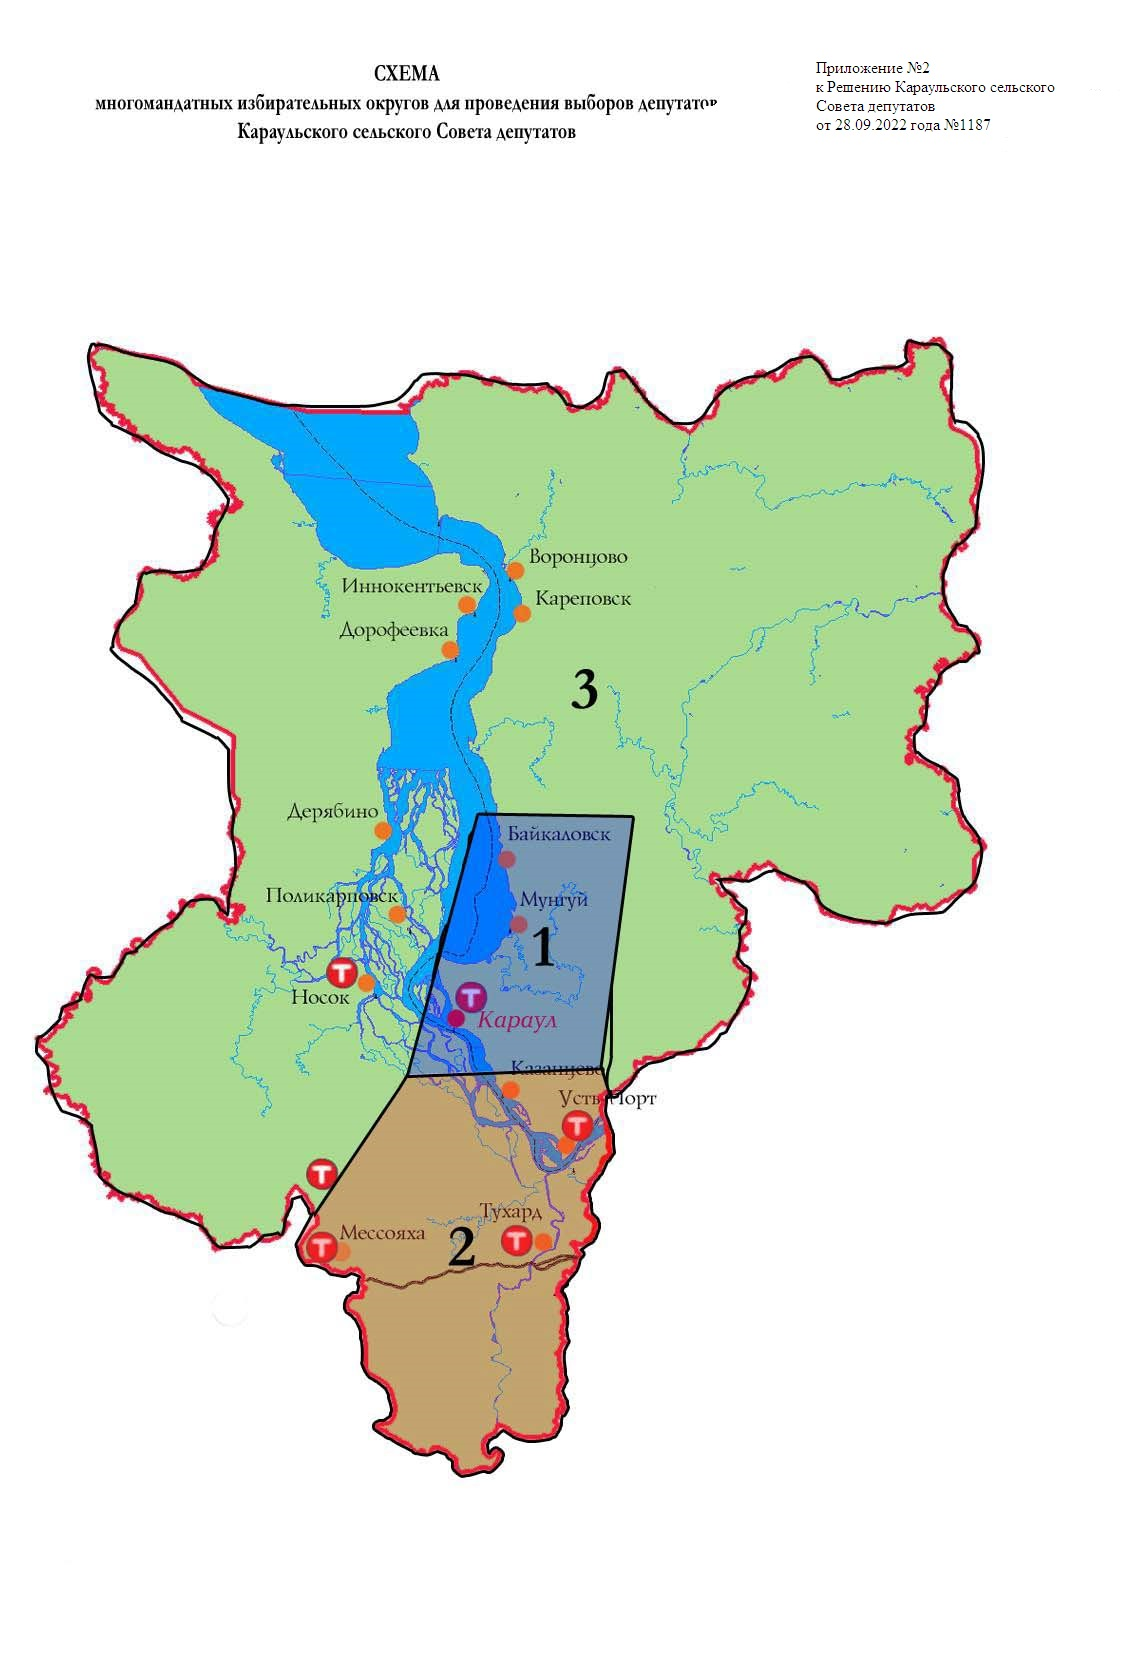 СХЕМА
многомандатных избирательных округов для проведения выборов депутатов
Караульского сельского Совета депутатов
Приложение №2
к Решению Караульского сельского
Совета депутатов
от 28.09.2022 года №1187
Воронцово
Иннокентьевск
Кареповск
Дорофеевка
3
Дерябино
Байкаловск
Поликарповск
Мунгуй
1
Т
Носок
Т
Караул
Казанцево
Усть-Порт
Т
Т
Тухард
Т
Мессояха
Т
2